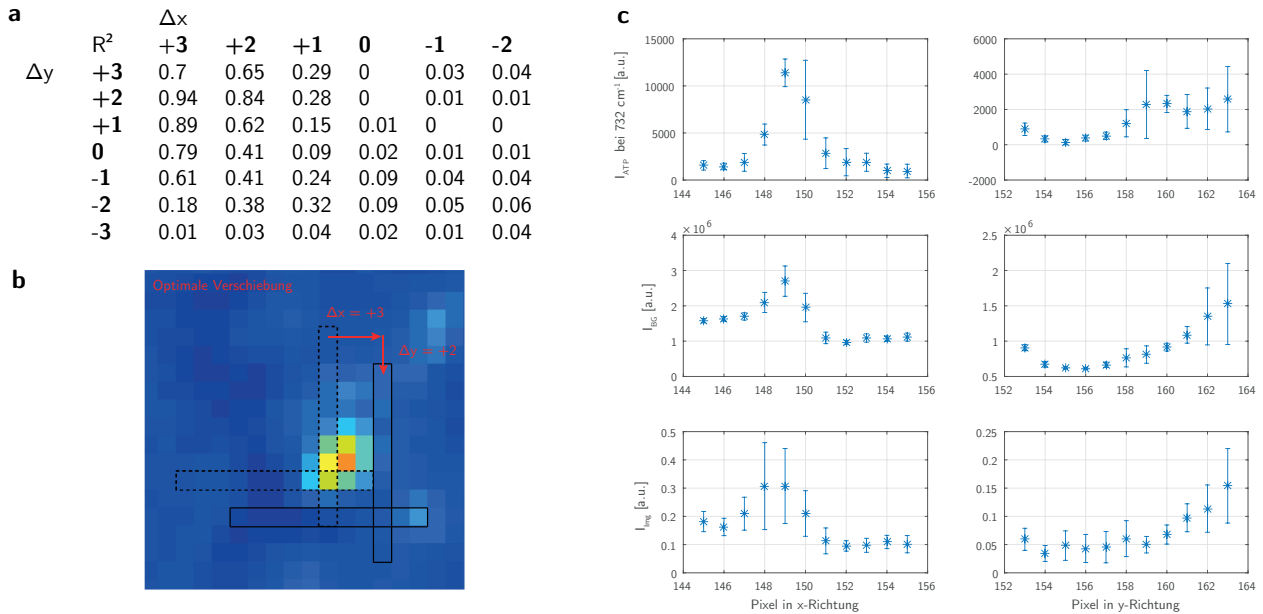 a
Δx
R² +3 +2 +1 0 -1 -2
Δy +3 0.7 0.65 0.29 0 0.03 0.04
+2 0.94 0.84 0.28 0 0.01 0.01
+1 0.89 0.62 0.15 0.01 0 0
0 0.79 0.41 0.09 0.02 0.01 0.01
-1 0.61 0.41 0.24 0.09 0.04 0.04
-2 0.18 0.38 0.32 0.09 0.05 0.06
-3 0.01 0.03 0.04 0.02 0.01 0.04
b
Optimale Verschiebung
Δx = +3
Δy = +2
c
I_ATP bei 732 cm⁻¹ [a.u.]
15000
10000
5000
0
144 146 148 150 152 154 156
6000
4000
2000
0
-2000
152 154 156 158 160 162 164
I_BG [a.u.]
× 10⁶
4
3
2
1
0
144 146 148 150 152 154 156
× 10⁶
2.5
2
1.5
1
0.5
152 154 156 158 160 162 164
I_Img [a.u.]
0.5
0.4
0.3
0.2
0.1
0
144 146 148 150 152 154 156
Pixel in x-Richtung
0.25
0.2
0.15
0.1
0.05
0
152 154 156 158 160 162 164
Pixel in y-Richtung